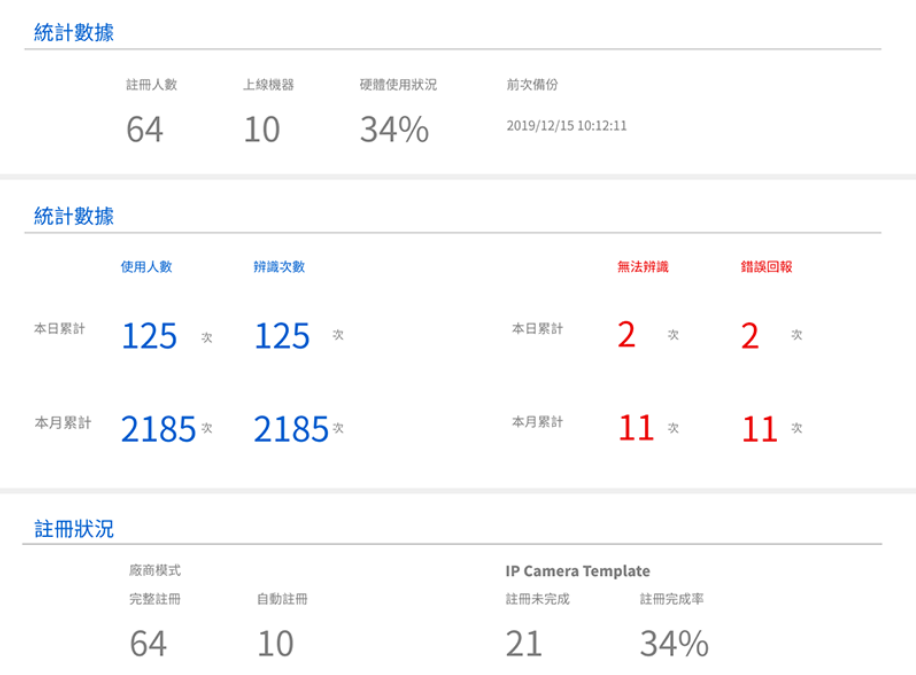 統計數據
註冊人數 上線機器 硬體使用狀況 前次備份
64 10 34% 2019/12/15 10:12:11
統計數據
使用人數 辨識次數 無法辨識 錯誤回報
本日累計 125 次 125 次 本日累計 2 次 2 次
本月累計 2185 次 2185 次 本月累計 11 次 11 次
註冊狀況
廠商模式 IP Camera Template
完整註冊 自動註冊 註冊未完成 註冊完成率
64 10 21 34%